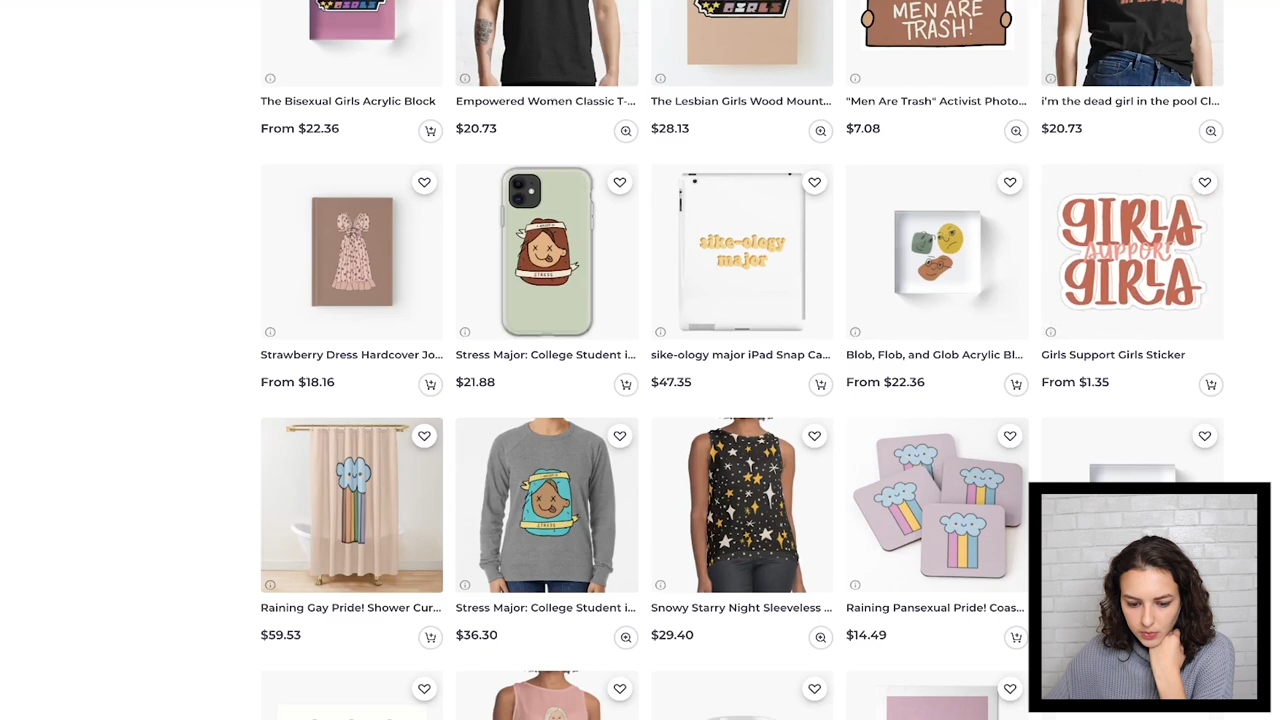 GIRLS
GIRLS
MEN ARE
TRASH!
The Bisexual Girls Acrylic Block
Empowered Women Classic T-...
The Lesbian Girls Wood Mount...
"Men Are Trash" Activist Photo...
i'm the dead girl in the pool Cl...
From $22.36
$20.73
$28.13
$7.08
$20.73
STRESS
sike-ology
major
GIRLS
SUPPORT
GIRLS
Strawberry Dress Hardcover Jo...
Stress Major: College Student i...
sike-ology major iPad Snap Ca...
Blob, Flob, and Glob Acrylic Bl...
Girls Support Girls Sticker
From $18.16
$21.88
$47.35
From $22.36
From $1.35
STRESS
Raining Gay Pride! Shower Cur...
Stress Major: College Student i...
Snowy Starry Night Sleeveless ...
Raining Pansexual Pride! Coas...
$59.53
$36.30
$29.40
$14.49